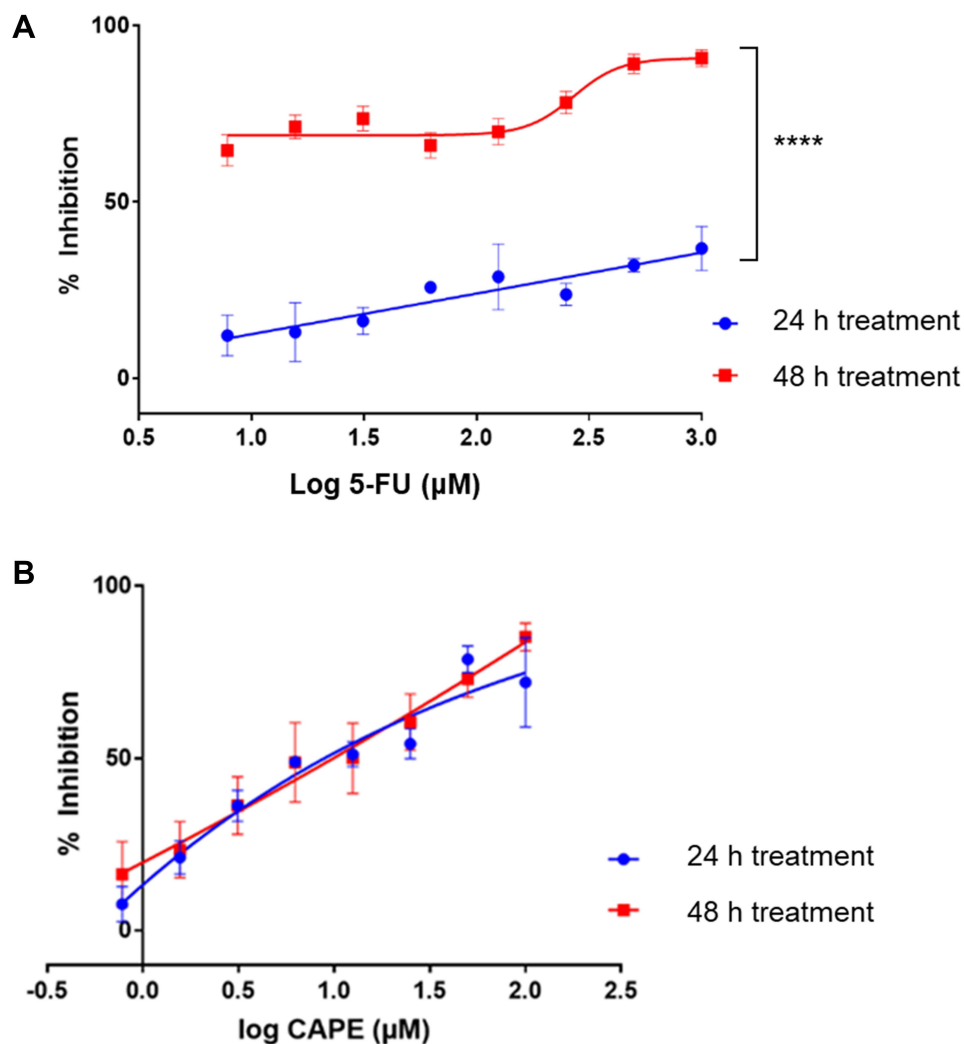 A
100
50
0
% Inhibition
0.5 1.0 1.5 2.0 2.5 3.0
Log 5-FU (µM)
****
24 h treatment
48 h treatment
B
100
50
0
% Inhibition
-0.5 0.0 0.5 1.0 1.5 2.0 2.5
log CAPE (µM)
24 h treatment
48 h treatment